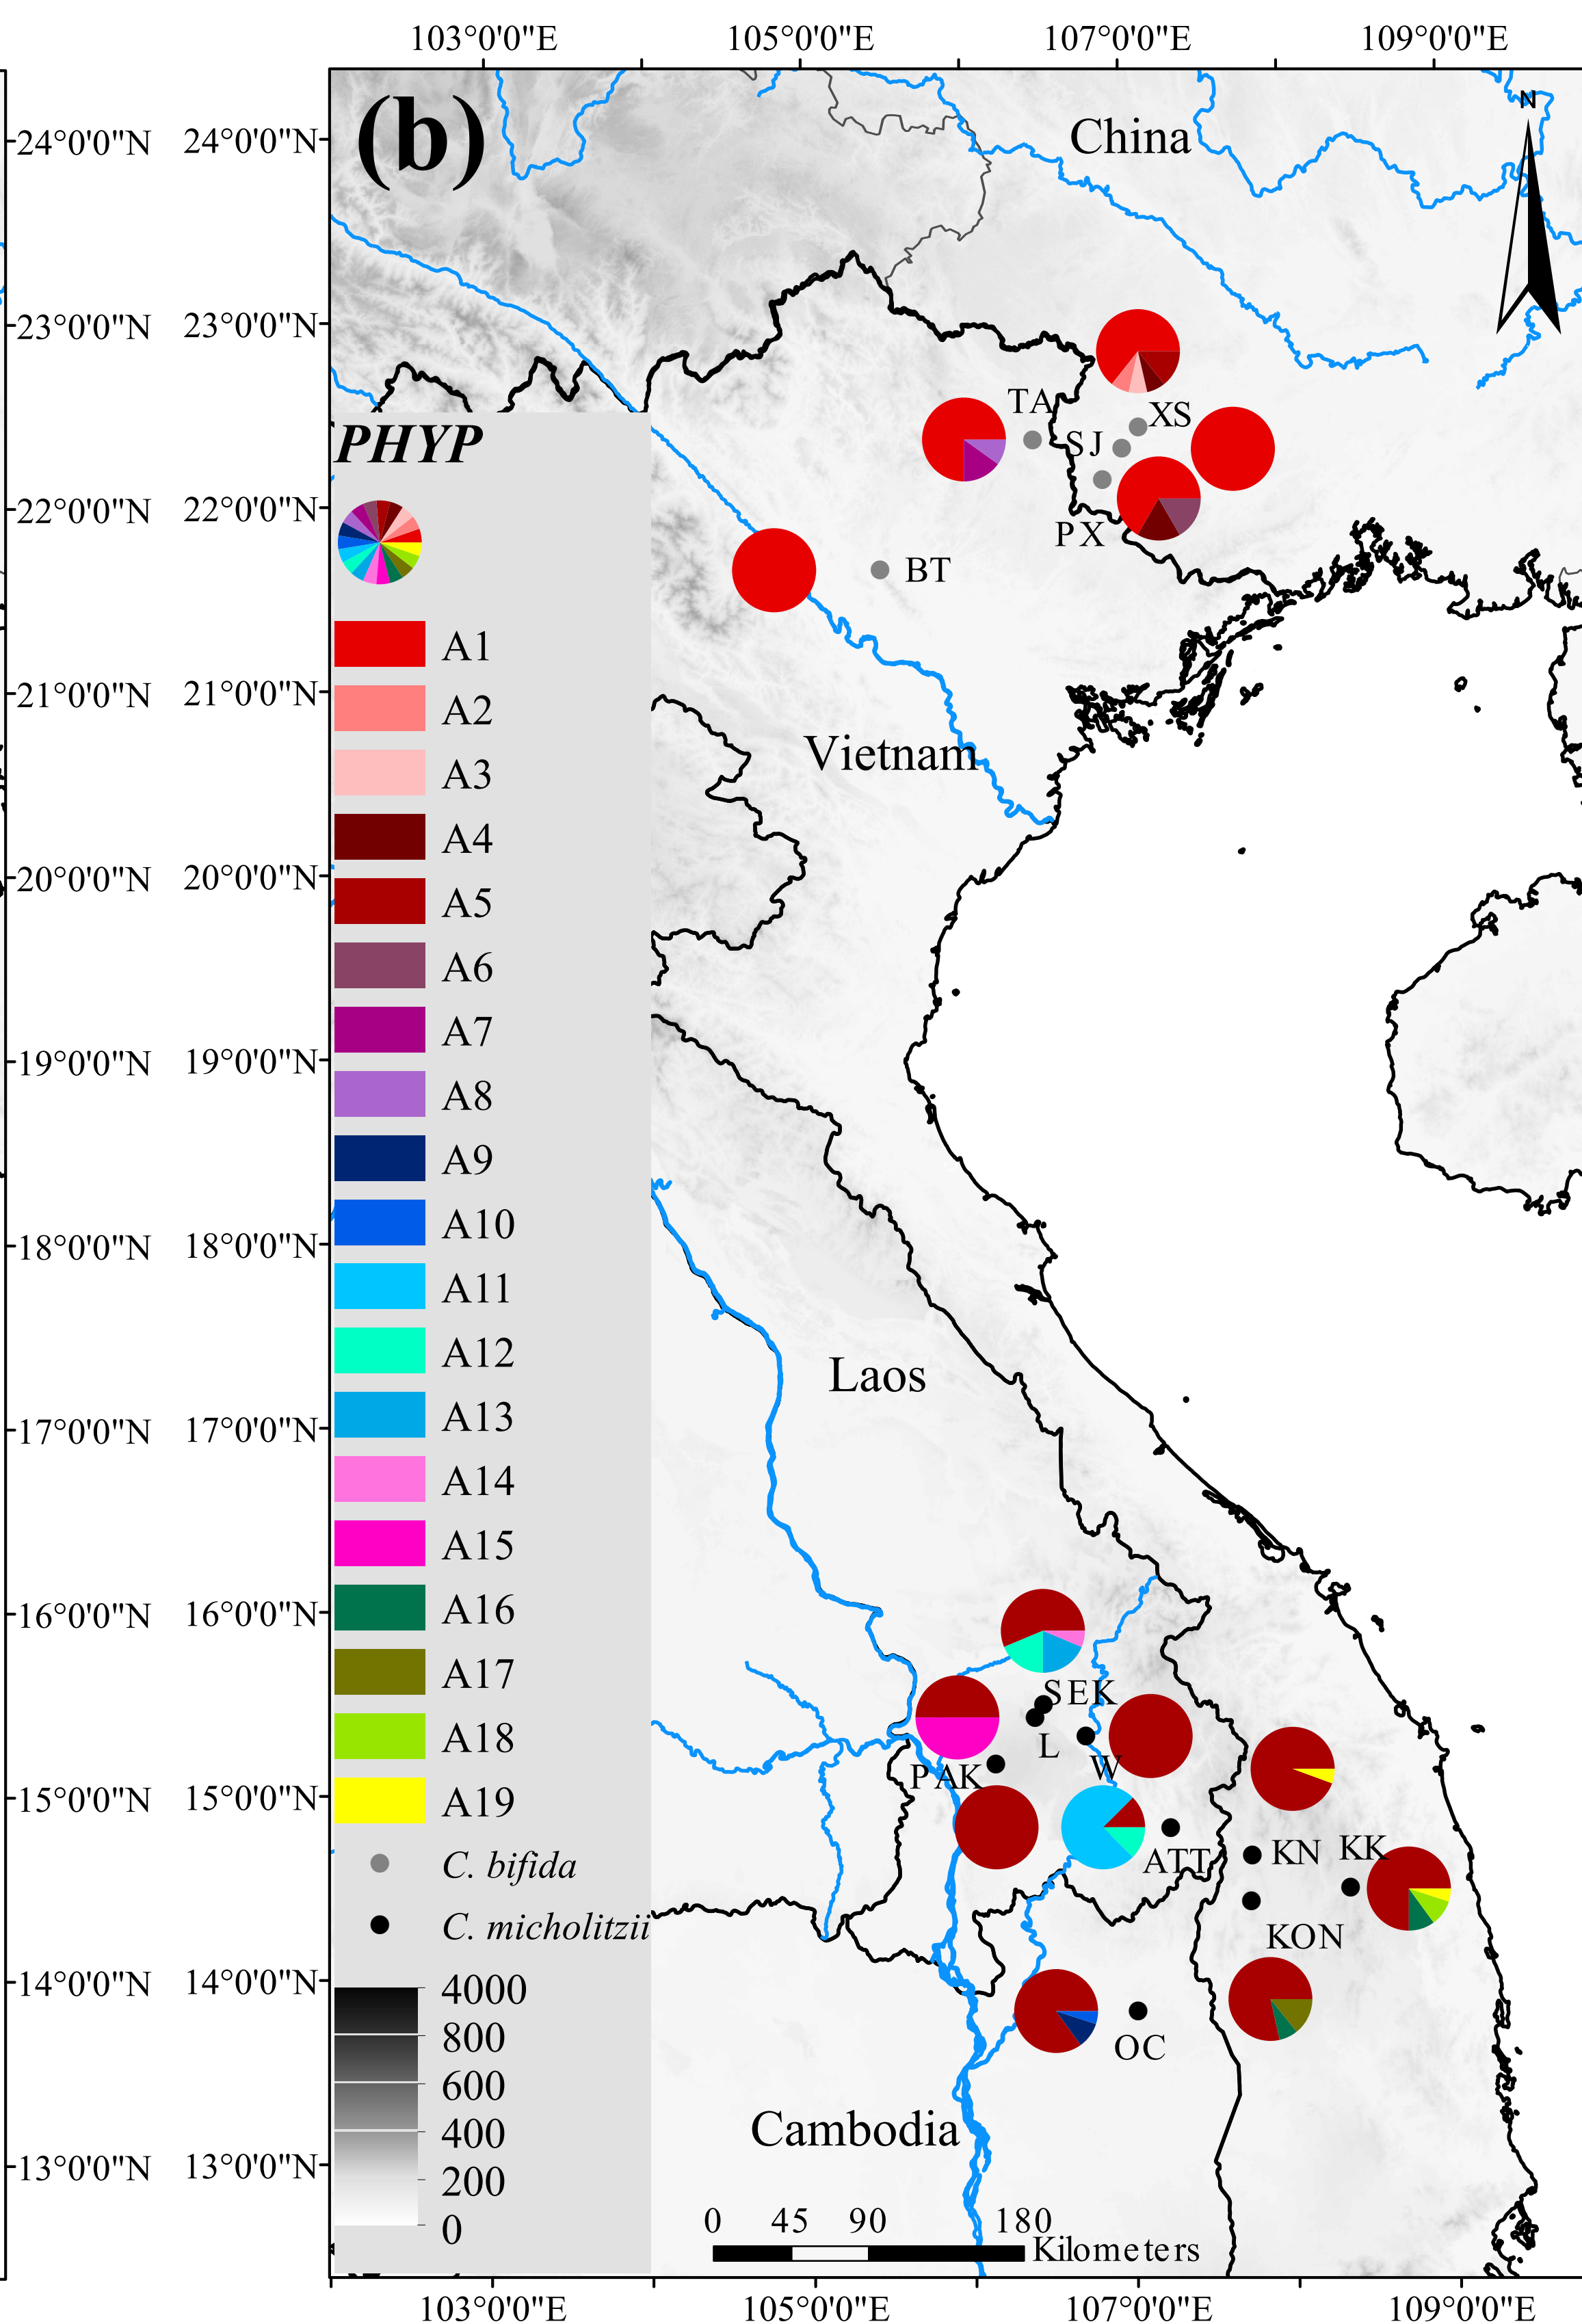 103°0'0"E 105°0'0"E 107°0'0"E 109°0'0"E
(b)
N
China
24°0'0"N 24°0'0"N
23°0'0"N 23°0'0"N
22°0'0"N 22°0'0"N
21°0'0"N 21°0'0"N
20°0'0"N 20°0'0"N
19°0'0"N 19°0'0"N
18°0'0"N 18°0'0"N
17°0'0"N 17°0'0"N
16°0'0"N 16°0'0"N
15°0'0"N 15°0'0"N
14°0'0"N 14°0'0"N
13°0'0"N 13°0'0"N
TA
XS
SJ
PX
BT
Vietnam
Laos
SEK
L
W
PAK
ATT
KN
KK
KON
OC
Cambodia
PHYP
A1
A2
A3
A4
A5
A6
A7
A8
A9
A10
A11
A12
A13
A14
A15
A16
A17
A18
A19
C. bifida
C. micholitzii
4000
800
600
400
200
0
0 45 90 180
Kilometers
103°0'0"E 105°0'0"E 107°0'0"E 109°0'0"E